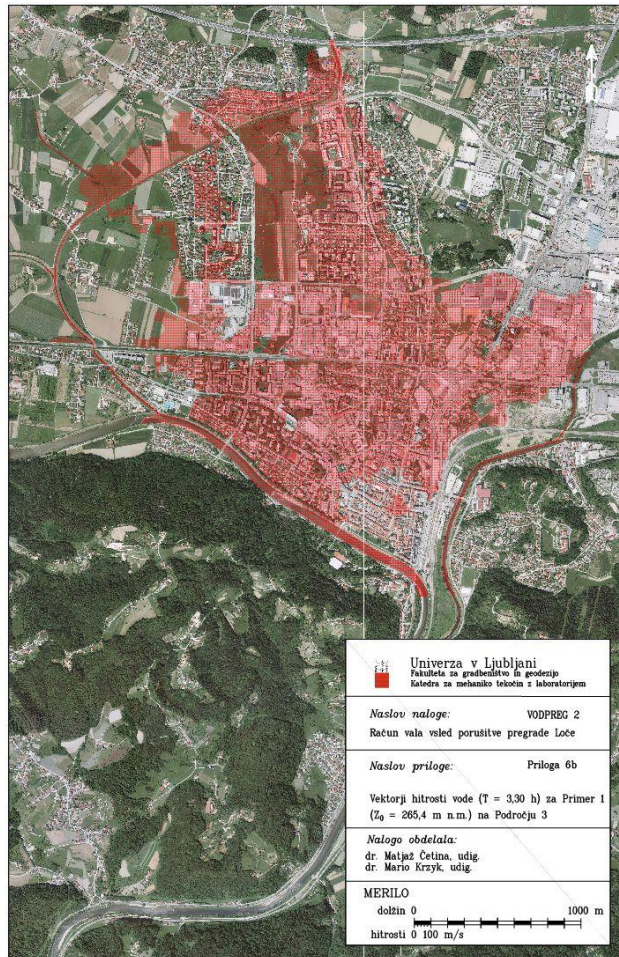 Univerza v Ljubljani
Fakulteta za gradbeništvo in geodezijo
Katedra za mehaniko tekočin z laboratorijem
Naslov naloge: VODPREG 2
Račun vala vsled porušitve pregrade Loče
Naslov priloge: Priloga 6b
Vektorji hitrosti vode (T = 3,30 h) za Primer 1
(Z₀ = 265,4 m n.m.) na Področju 3
Nalogo obdelala:
dr. Matjaž Četina, udig.
dr. Mario Krzyk, udig.
MERILO
dolžin 0 1000 m
hitrosti 0 100 m/s